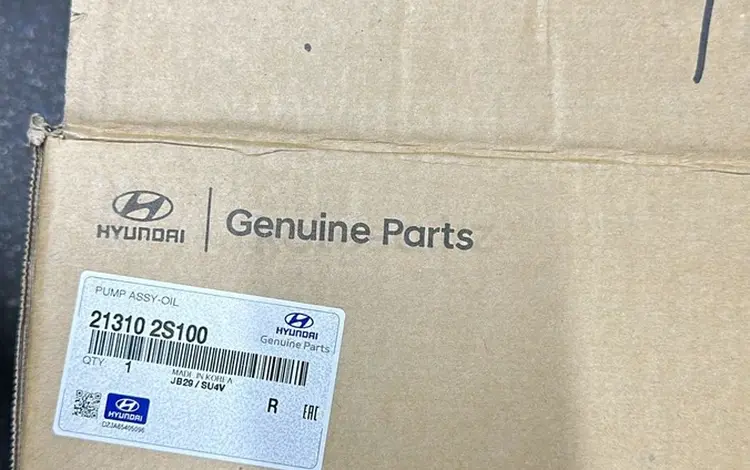 HYUNDAI
Genuine Parts
PUMP ASSY-OIL
21310 2S100
HYUNDAI
Genuine Parts
QTY 1
MADE IN KOREA
JB29 / SU4V
R
EAC
HYUNDAI